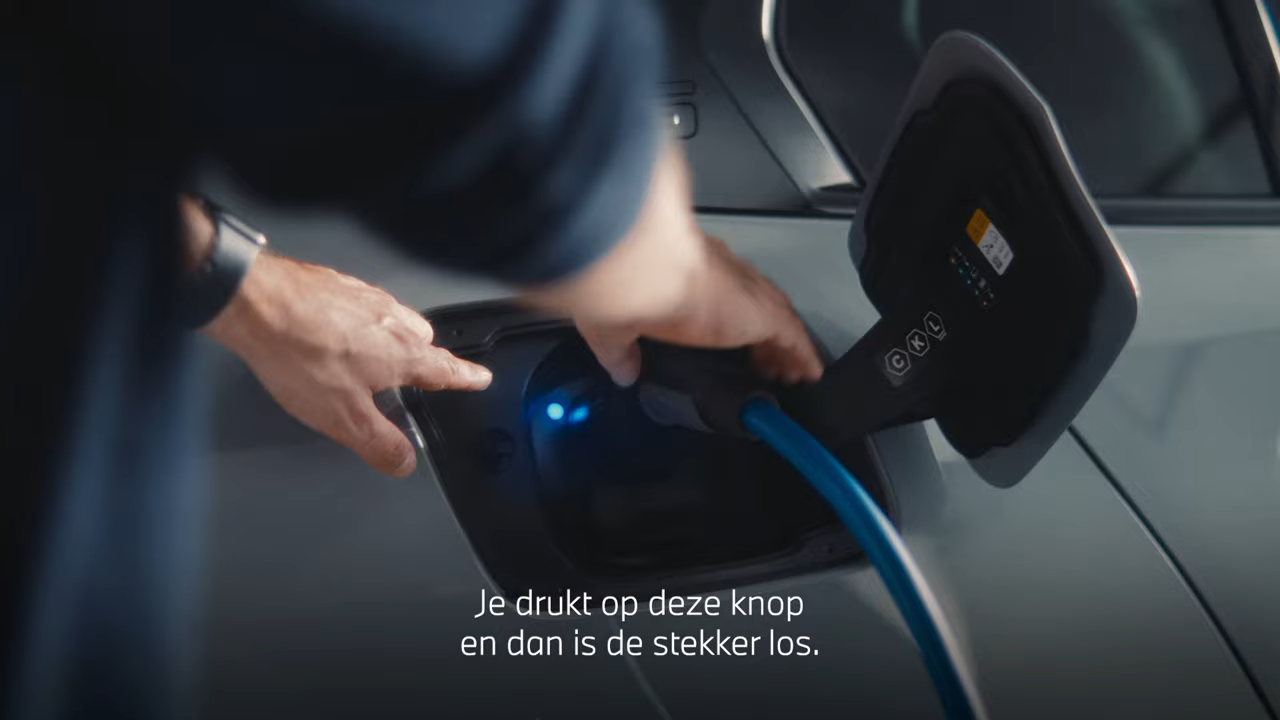 C K L
Je drukt op deze knop
en dan is de stekker los.